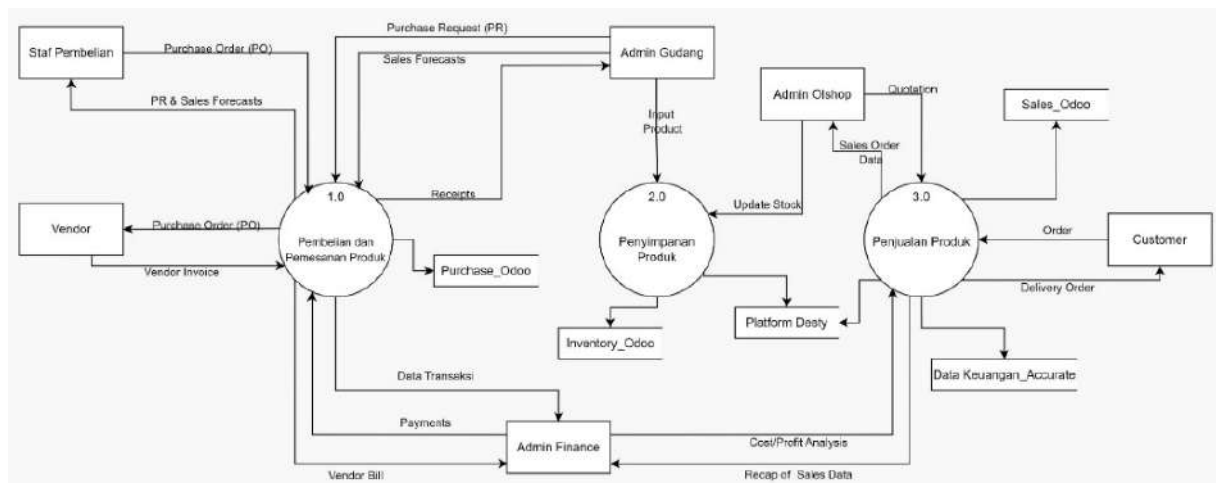 Purchase Request (PR)
Staf Pembelian
Purchase Order (PO)
Admin Gudang
Sales Forecasts
Admin Olshop
Quotation
Sales_Odoo
PR & Sales Forecasts
Input
Product
Sales Order
Data
1.0
2.0
3.0
Receipts
Update Stock
Vendor
Purchase Order (PO)
Pembelian dan
Pemesanan Produk
Penyimpanan
Produk
Penjualan Produk
Order
Customer
Vendor Invoice
Purchase_Odoo
Delivery Order
Platform Desty
Inventory_Odoo
Data Keuangan_Accurate
Data Transaksi
Payments
Admin Finance
Cost/Profit Analysis
Vendor Bill
Recap of Sales Data